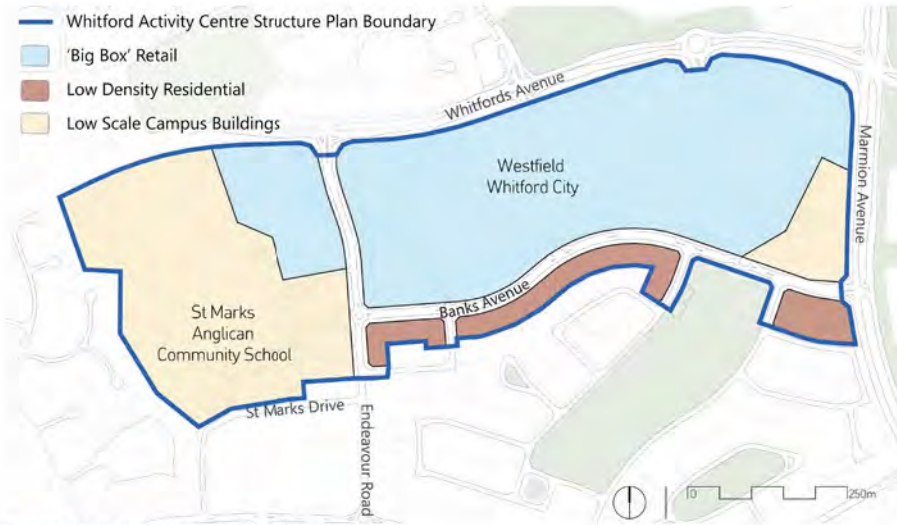 Whitford Activity Centre Structure Plan Boundary
'Big Box' Retail
Low Density Residential
Low Scale Campus Buildings
Whitfords Avenue
Westfield
Whitford City
Marmion Avenue
Banks Avenue
St Marks
Anglican
Community School
St Marks Drive
Endeavour Road
0
250m